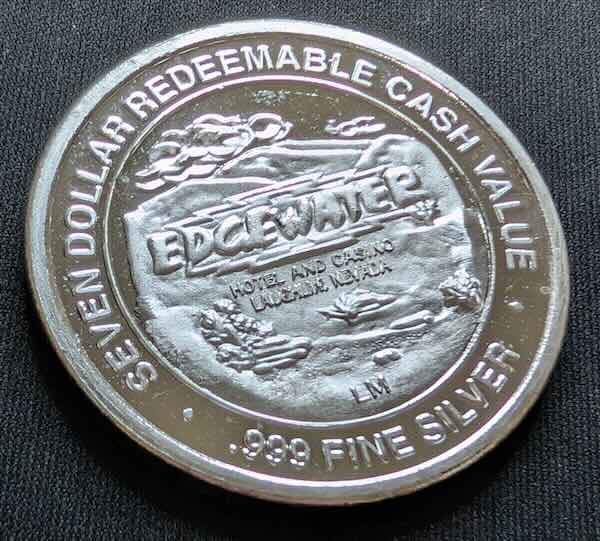 SEVEN DOLLAR REDEEMABLE CASH VALUE
EDGEWATER
HOTEL AND CASINO
LAUGHLIN, NEVADA
LM
.999 FINE SILVER